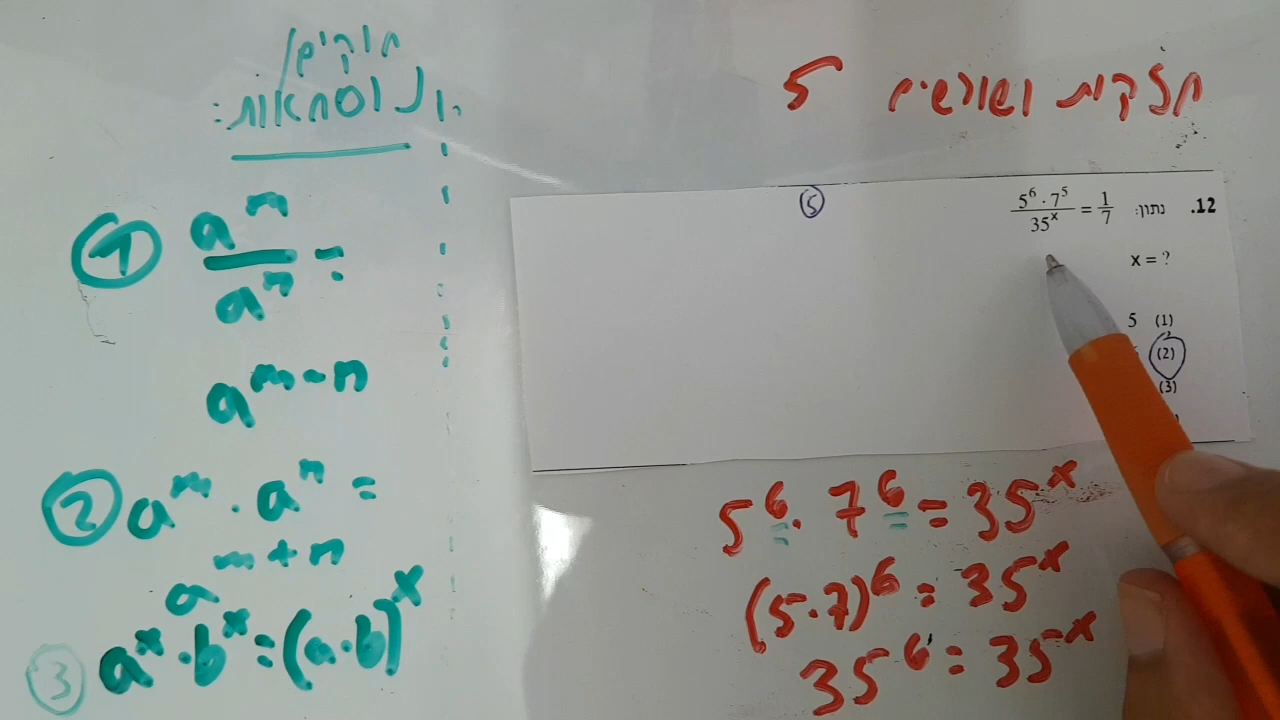 חזקות ושורשים 5
חוקים/
נוסחאות:
① a^m / a^n =
a^(m-n)
② a^m · a^n =
a^(m+n)
③ a^x · b^x = (a·b)^x
⑤
12. נתון: (5^6 · 7^5) / 35^x = 1/7
x = ?
(1) 5
(2)
(3)
5^6 · 7^6 = 35^x
(5·7)^6 = 35^x
35^6 = 35^x